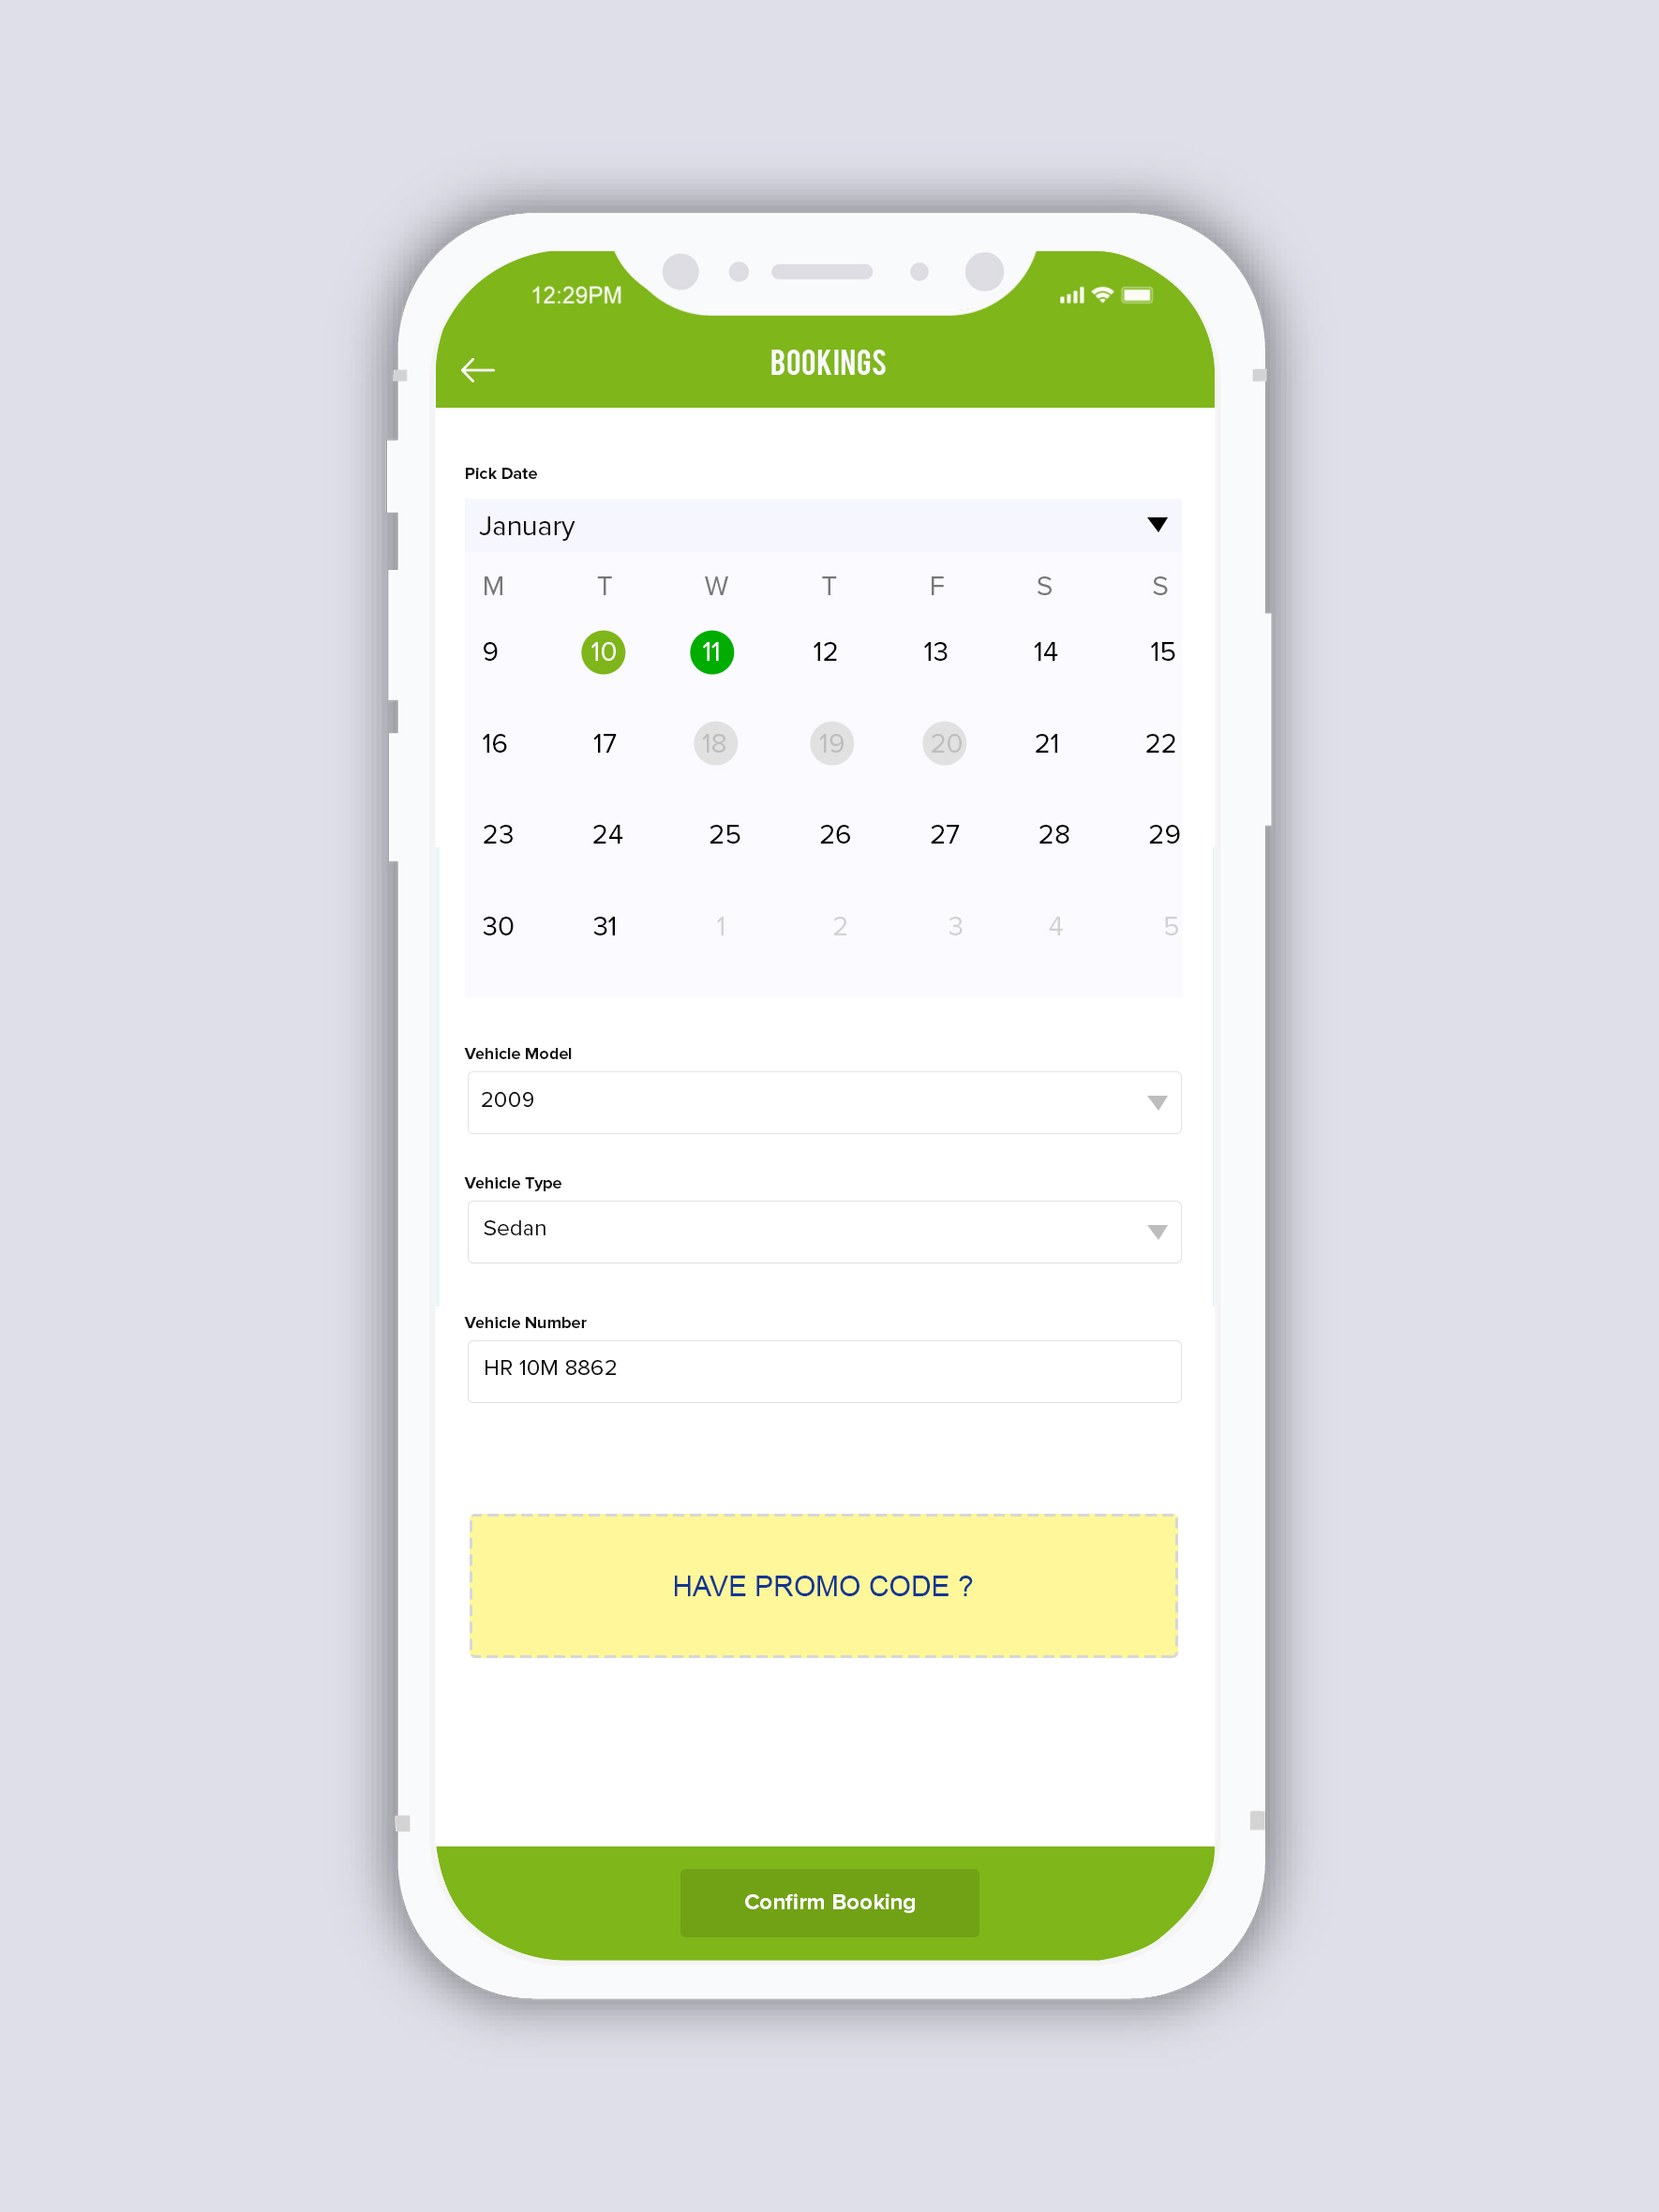 12:29PM
BOOKINGS
Pick Date
January
M T W T F S S
9 10 11 12 13 14 15
16 17 18 19 20 21 22
23 24 25 26 27 28 29
30 31 1 2 3 4 5
Vehicle Model
2009
Vehicle Type
Sedan
Vehicle Number
HR 10M 8862
HAVE PROMO CODE ?
Confirm Booking